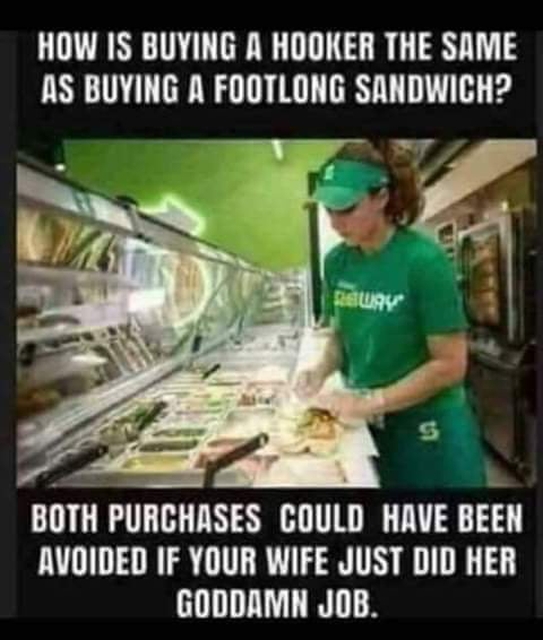 HOW IS BUYING A HOOKER THE SAME
AS BUYING A FOOTLONG SANDWICH?
SUBWAY
S
BOTH PURCHASES COULD HAVE BEEN
AVOIDED IF YOUR WIFE JUST DID HER
GODDAMN JOB.